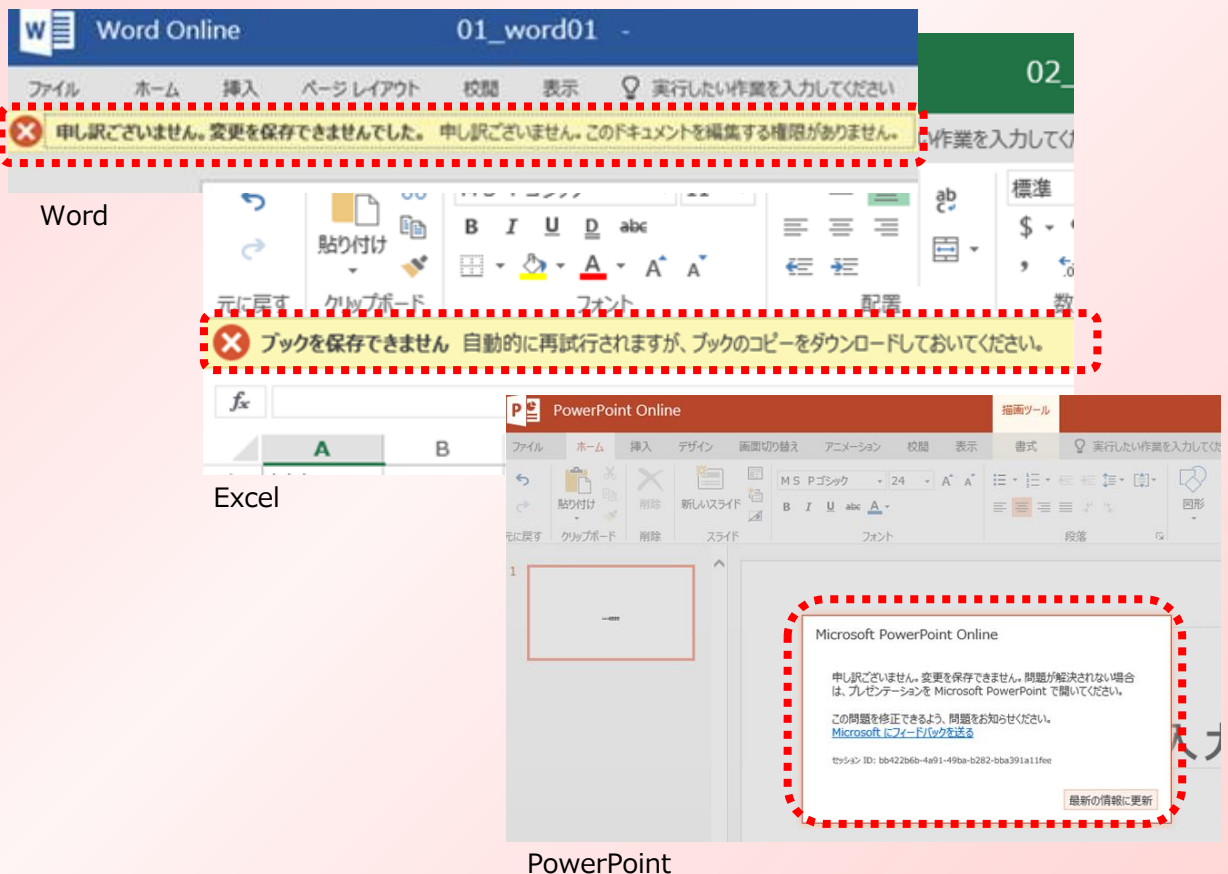 Word Online 01_word01 -
ファイル ホーム 挿入 ページ レイアウト 校閲 表示 実行したい作業を入力してください
申し訳ございません。変更を保存できませんでした。 申し訳ございません。このドキュメントを編集する権限がありません。
Word
02_
作業を入力してく
貼り付け
B I U D abc
ab
標準
$
A A A
,
元に戻す クリップボード フォント 配置 数
ブックを保存できません 自動的に再試行されますが、ブックのコピーをダウンロードしておいてください。
fx
A B
Excel
PowerPoint Online 描画ツール
ファイル ホーム 挿入 デザイン 画面切り替え アニメーション 校閲 表示 書式 実行したい作業を入力してくだ
貼り付け 削除 新しいスライド
MS Pゴシック 24 A A
B I U abc A
図形
元に戻す クリップボード 削除 スライド フォント 段落
1
Microsoft PowerPoint Online
申し訳ございません。変更を保存できません。問題が解決されない場合
は、プレゼンテーションを Microsoft PowerPoint で開いてください。
この問題を修正できるよう、問題をお知らせください。
Microsoft にフィードバックを送る
セッション ID: bb422b6b-4a91-49ba-b282-bba391a11fee
最新の情報に更新
入力
PowerPoint